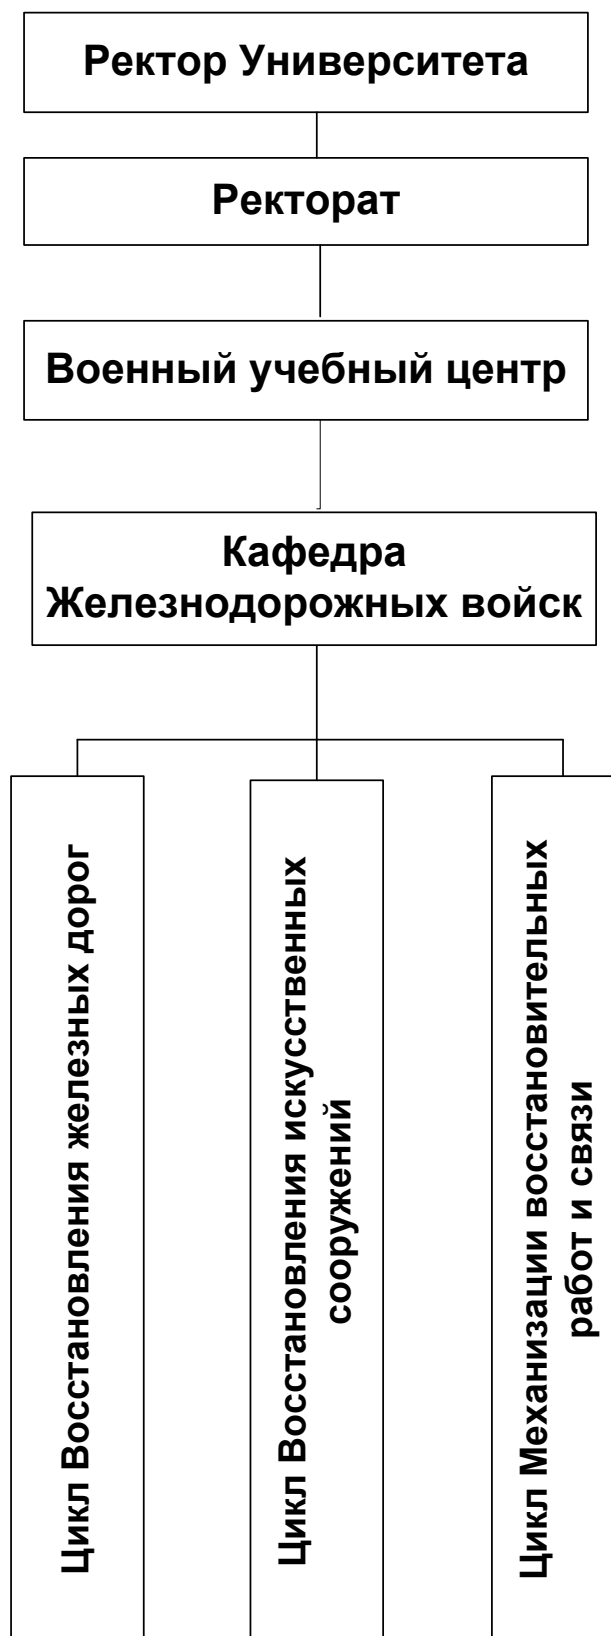 Ректор Университета
Ректорат
Военный учебный центр
Кафедра
Железнодорожных войск
Цикл Восстановления железных дорог
Цикл Восстановления искусственных
сооружений
Цикл Механизации восстановительных
работ и связи